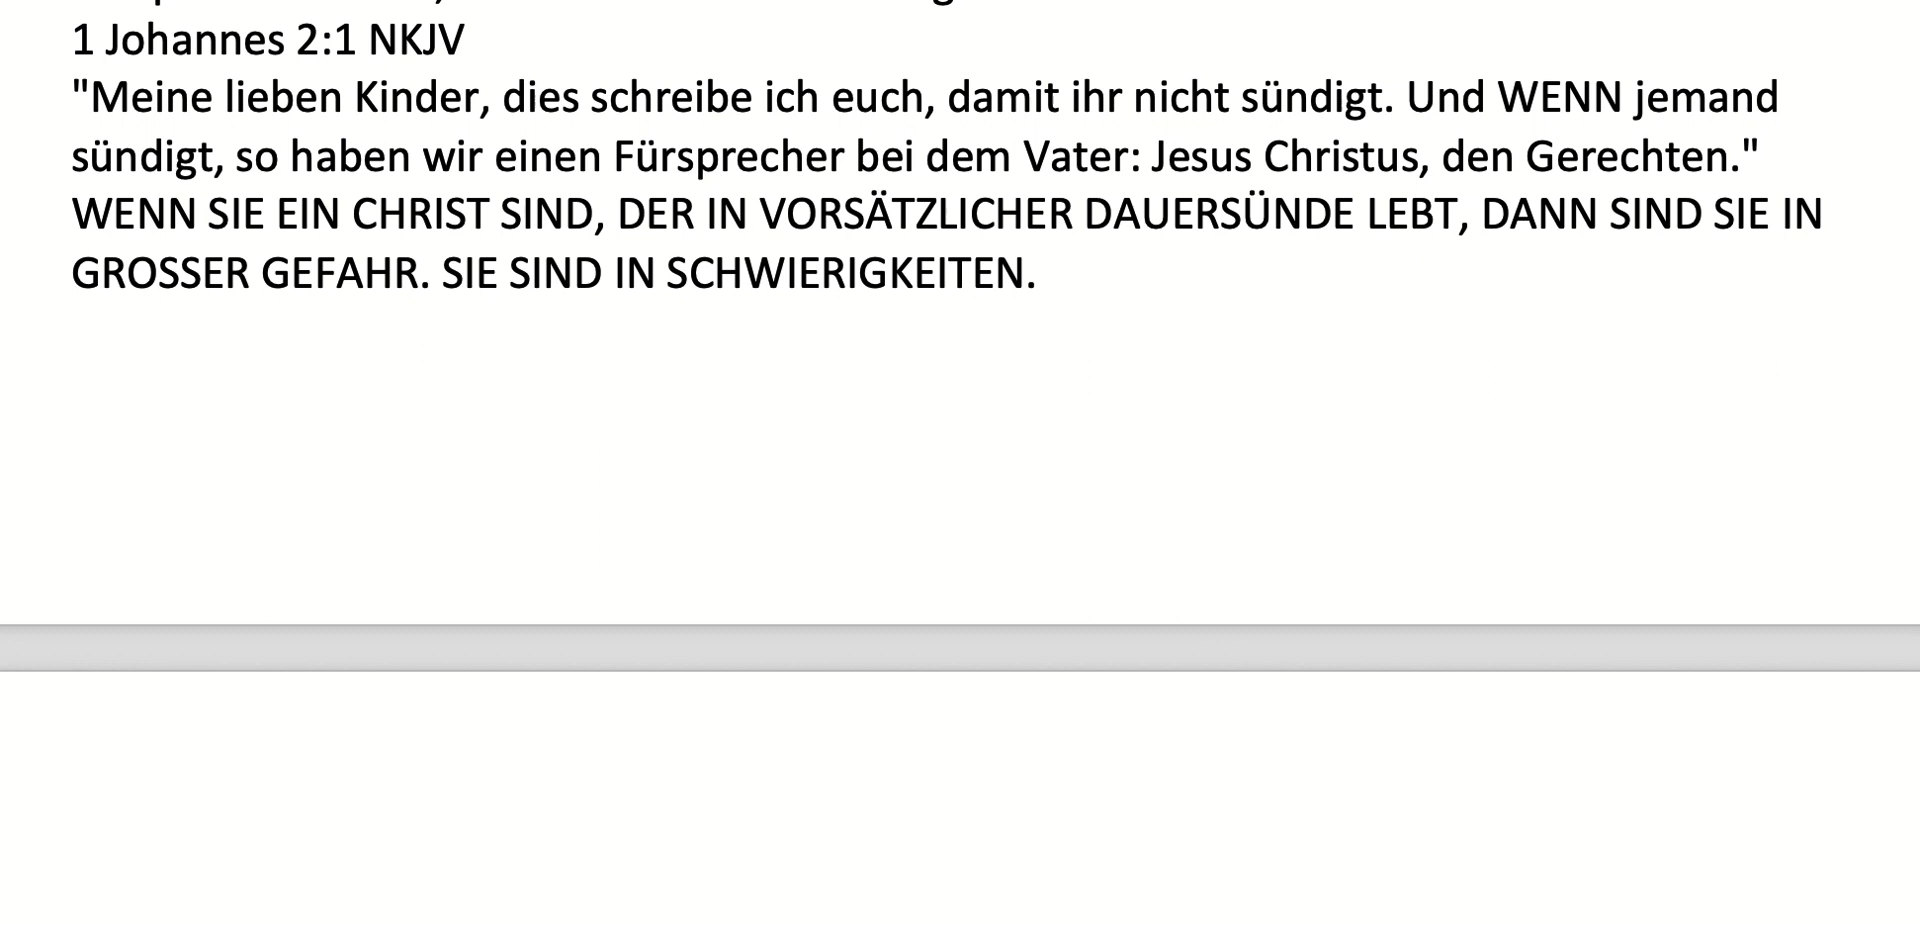 1 Johannes 2:1 NKJV
"Meine lieben Kinder, dies schreibe ich euch, damit ihr nicht sündigt. Und WENN jemand
sündigt, so haben wir einen Fürsprecher bei dem Vater: Jesus Christus, den Gerechten."
WENN SIE EIN CHRIST SIND, DER IN VORSÄTZLICHER DAUERSÜNDE LEBT, DANN SIND SIE IN
GROSSER GEFAHR. SIE SIND IN SCHWIERIGKEITEN.